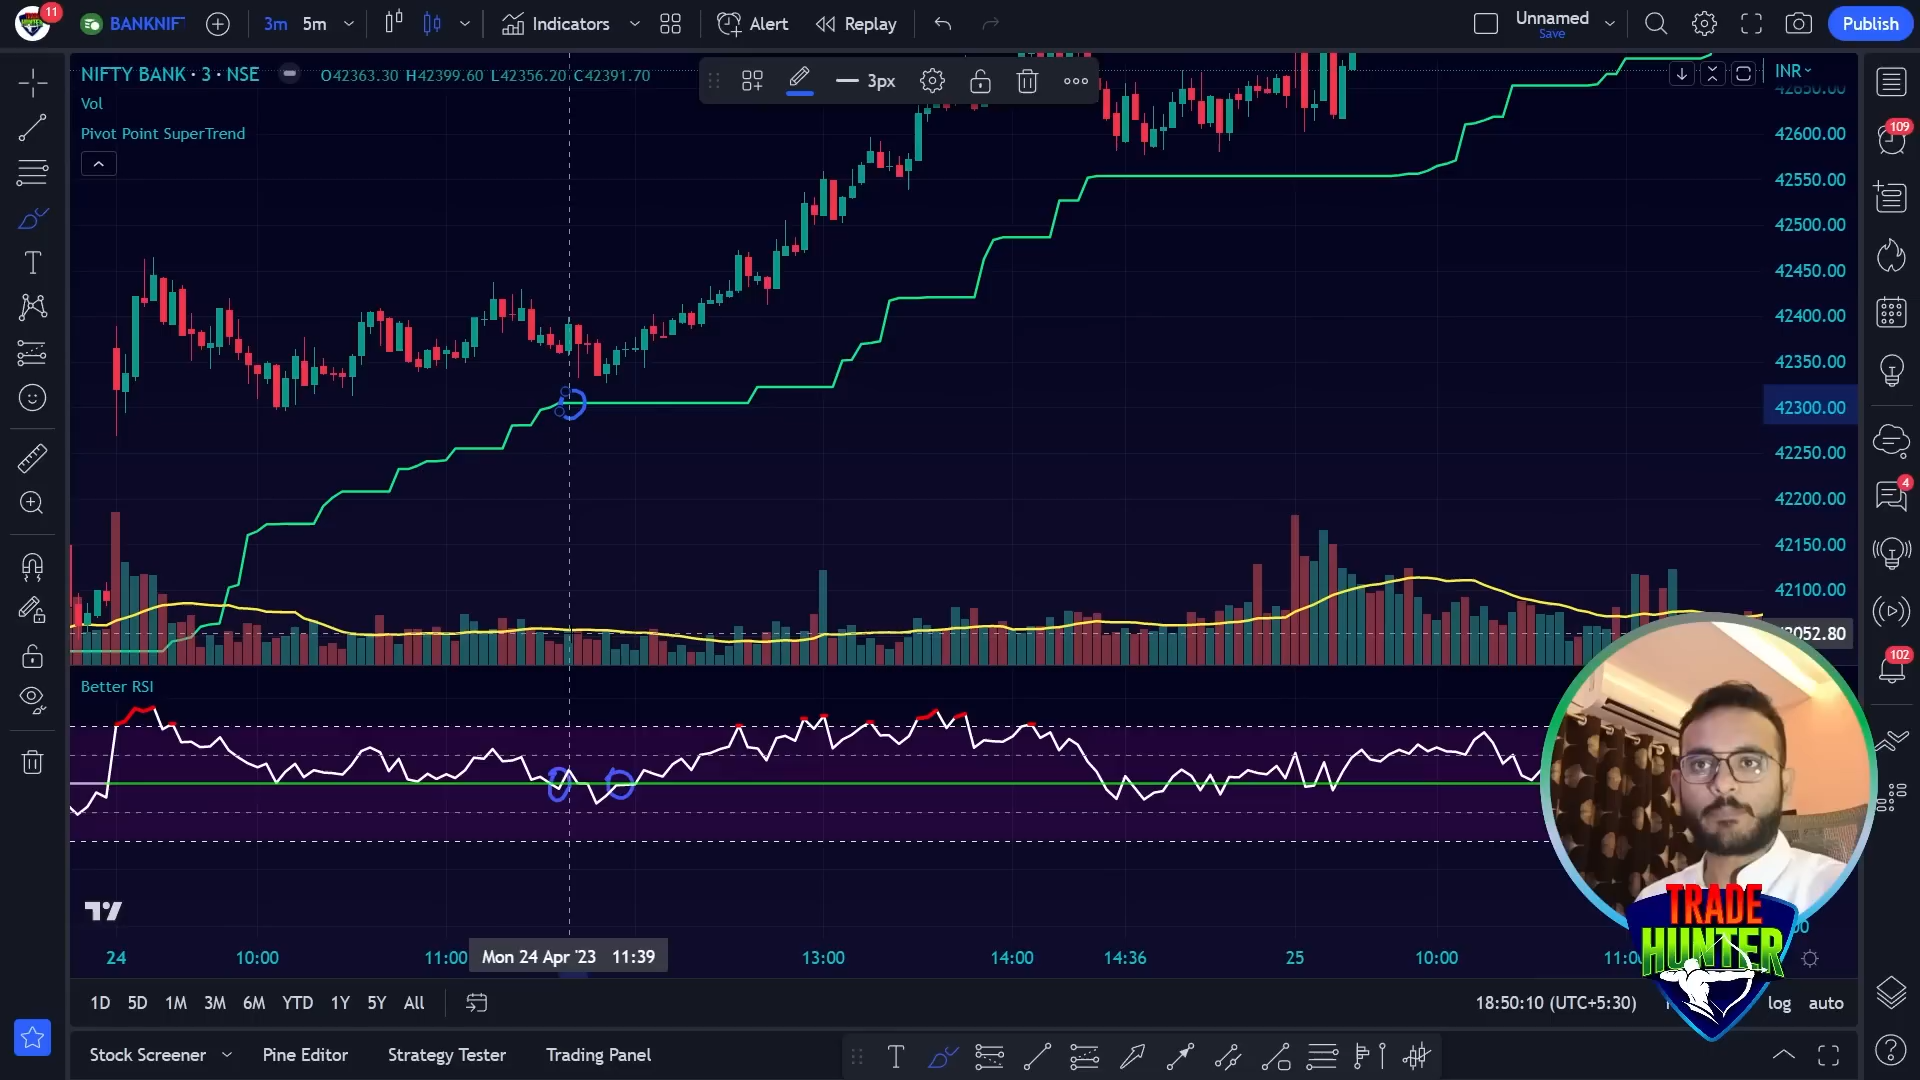 11
BANKNIFT
3m 5m
Indicators
Alert
Replay
Unnamed
Save
Publish
NIFTY BANK · 3 · NSE
O42363.30 H42399.60 L42356.20 C42391.70
Vol
Pivot Point SuperTrend
3px
INR
42650.00
42600.00
42550.00
42500.00
42450.00
42400.00
42350.00
42300.00
42250.00
42200.00
42150.00
42100.00
2052.80
109
4
102
Better RSI
TRADE
HUNTER
24 10:00 11:00 Mon 24 Apr '23 11:39 13:00 14:00 14:36 25 10:00
1D 5D 1M 3M 6M YTD 1Y 5Y All
18:50:10 (UTC+5:30)
log auto
Stock Screener
Pine Editor
Strategy Tester
Trading Panel